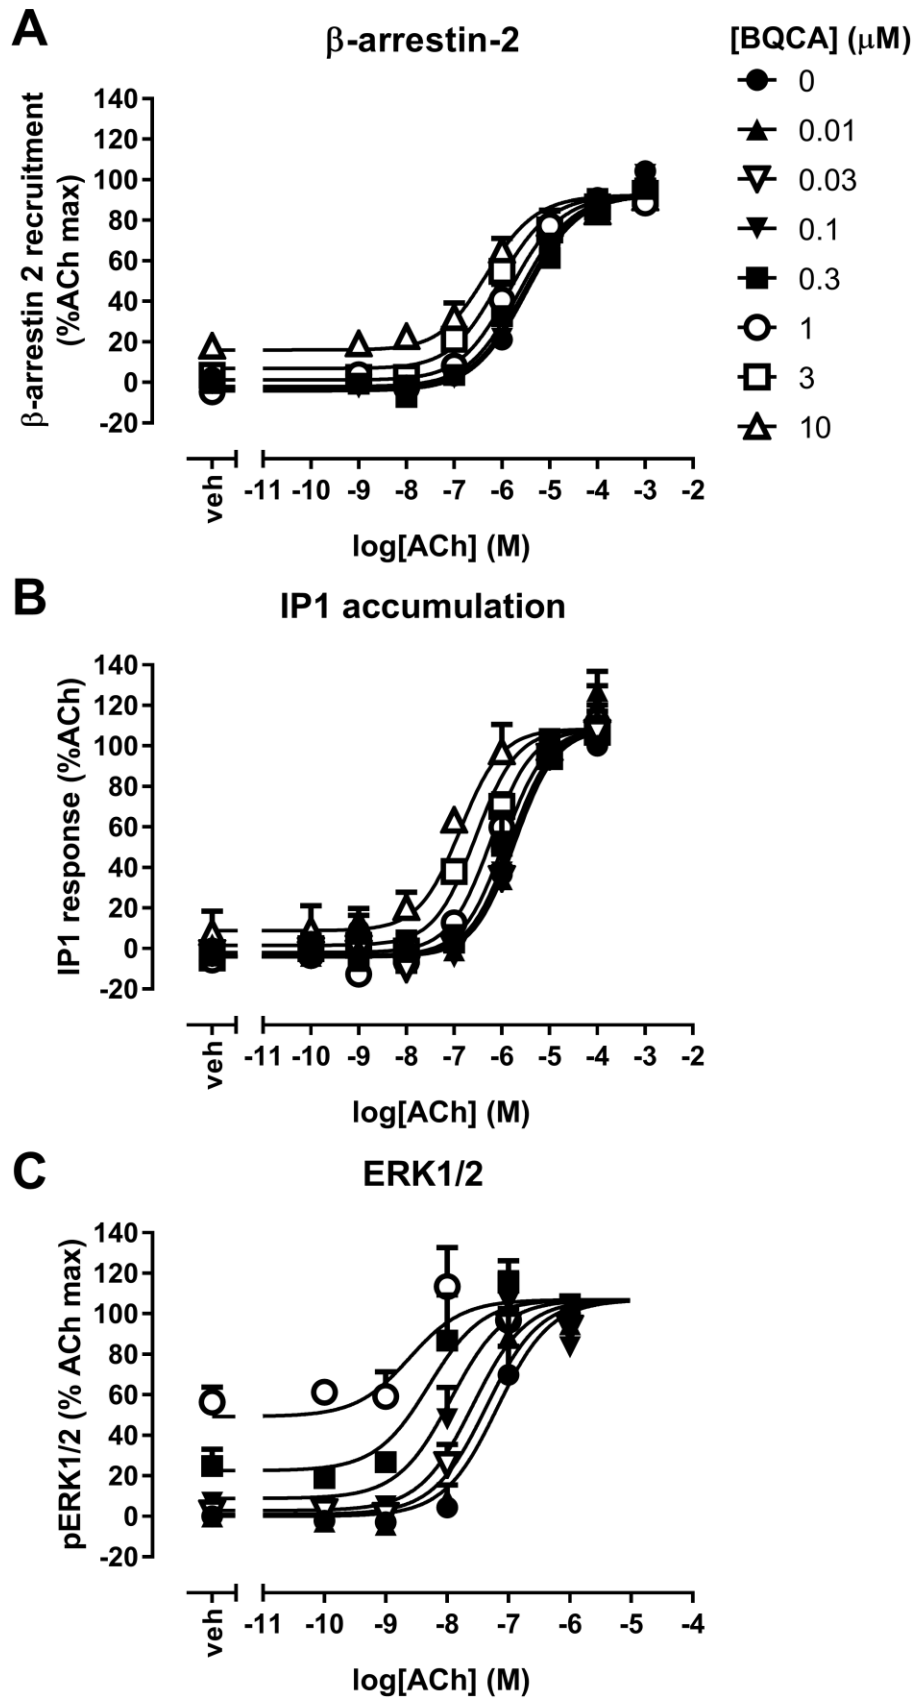 A
β-arrestin-2
[BQCA] (μM)
0
0.01
0.03
0.1
0.3
1
3
10
β-arrestin 2 recruitment
(%ACh max)
140
120
100
80
60
40
20
0
-20
veh
-11 -10 -9 -8 -7 -6 -5 -4 -3 -2
log[ACh] (M)
B
IP1 accumulation
IP1 response (%ACh)
140
120
100
80
60
40
20
0
-20
veh
-11 -10 -9 -8 -7 -6 -5 -4 -3 -2
log[ACh] (M)
C
ERK1/2
pERK1/2 (% ACh max)
140
120
100
80
60
40
20
0
-20
veh
-11 -10 -9 -8 -7 -6 -5 -4
log[ACh] (M)